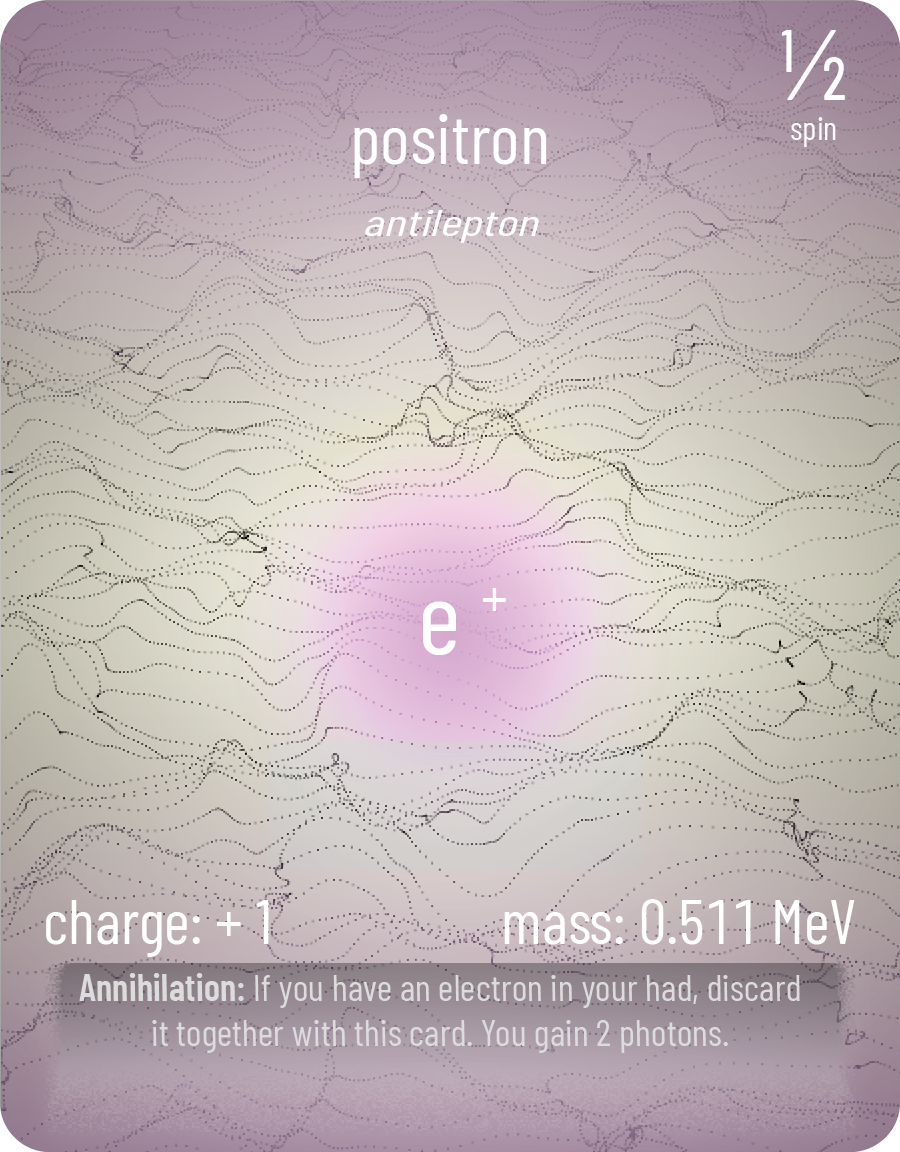 ½
spin
positron
antilepton
e⁺
charge: + 1
mass: 0.511 MeV
Annihilation: If you have an electron in your had, discard
it together with this card. You gain 2 photons.